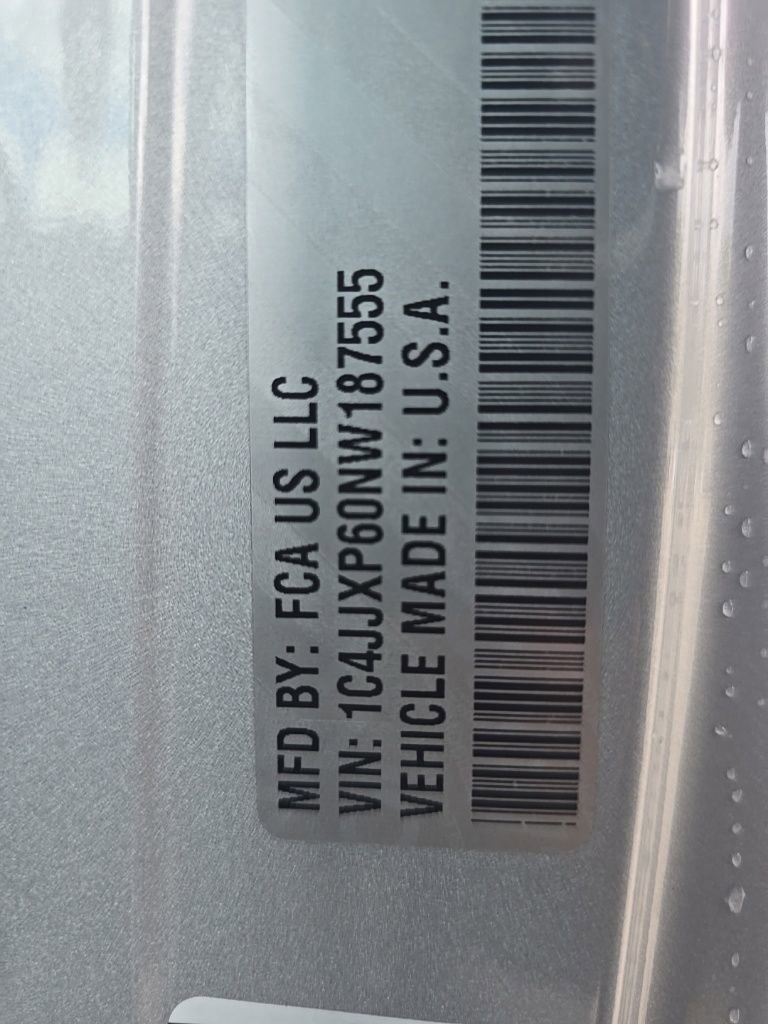 MFD BY: FCA US LLC
VIN: 1C4JJXP60NW187555
VEHICLE MADE IN: U.S.A.